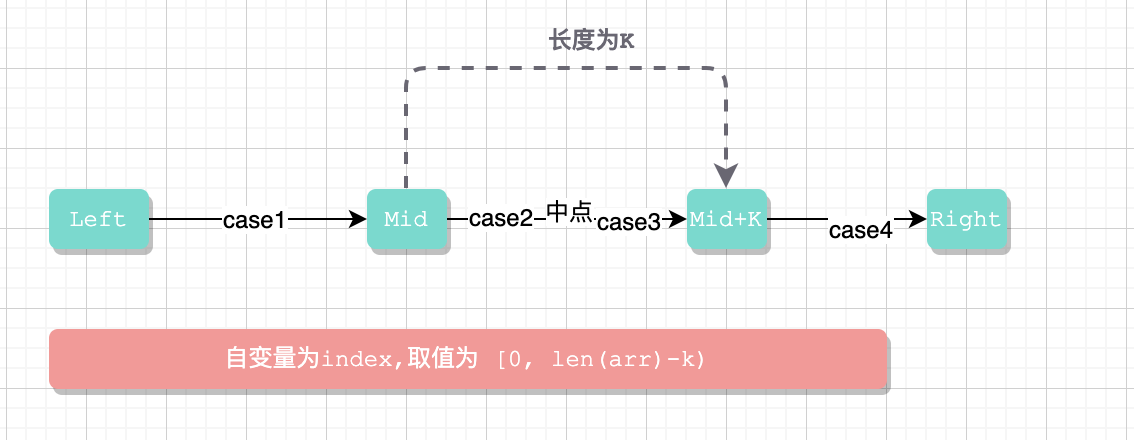 长度为K
Left
case1
Mid
case2
中点
case3
Mid+K
case4
Right
自变量为index,取值为 [0, len(arr)-k)